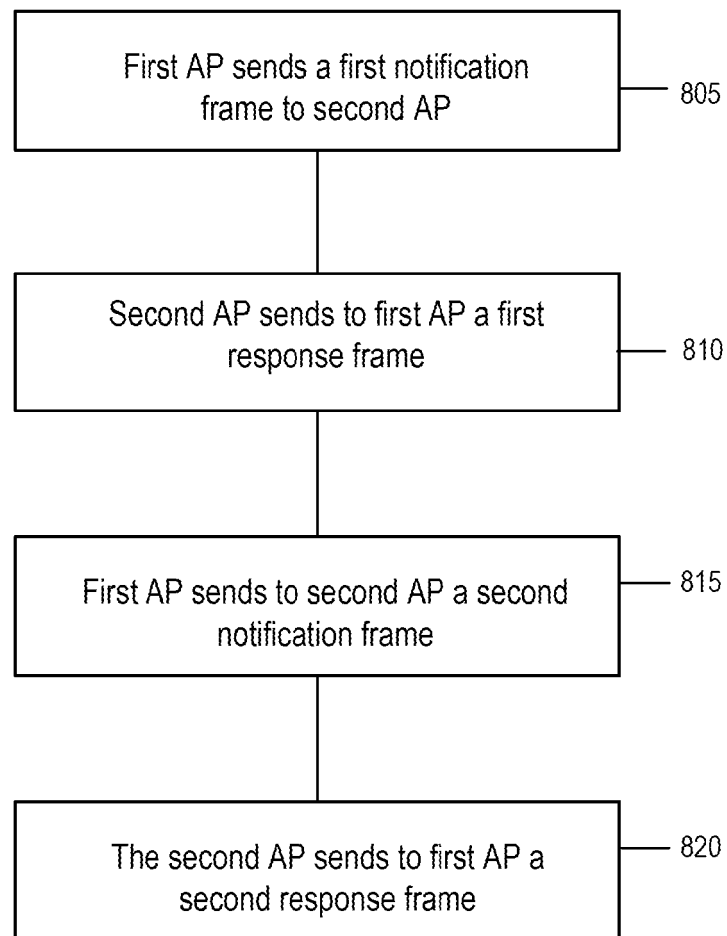 First AP sends a first notification
frame to second AP
805
Second AP sends to first AP a first
response frame
810
First AP sends to second AP a second
notification frame
815
The second AP sends to first AP a
second response frame
820